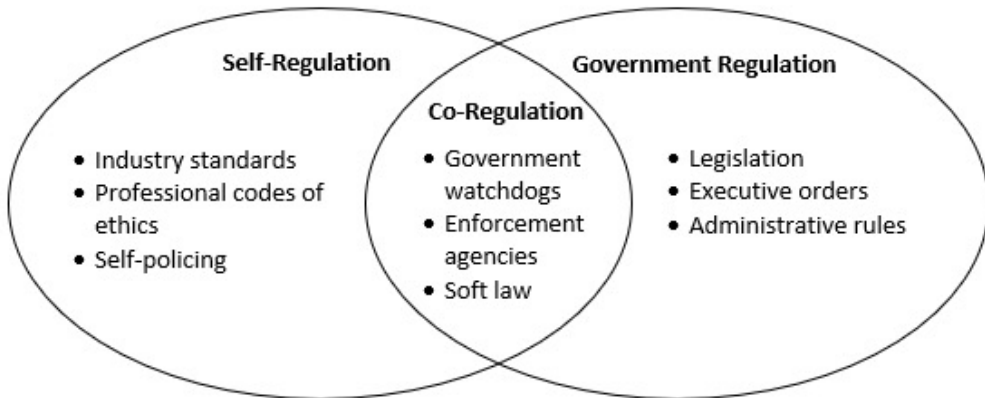 Self-Regulation
• Industry standards
• Professional codes of
ethics
• Self-policing
Co-Regulation
• Government
watchdogs
• Enforcement
agencies
• Soft law
Government Regulation
• Legislation
• Executive orders
• Administrative rules